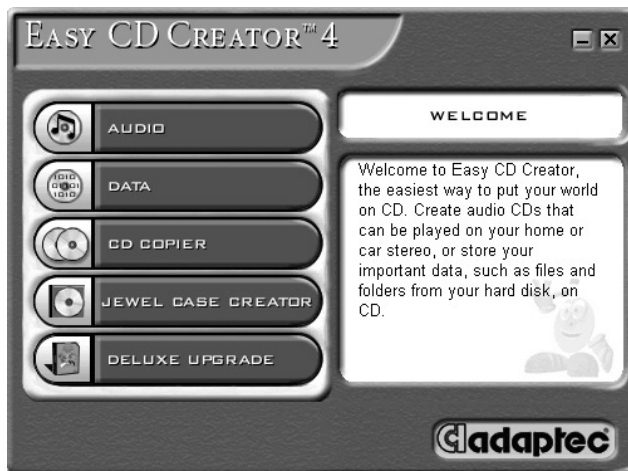 EASY CD CREATOR™ 4
AUDIO
DATA
CD COPIER
JEWEL CASE CREATOR
DELUXE UPGRADE
WELCOME
Welcome to Easy CD Creator,
the easiest way to put your world
on CD. Create audio CDs that
can be played on your home or
car stereo, or store your
important data, such as files and
folders from your hard disk, on
CD.
adaptec